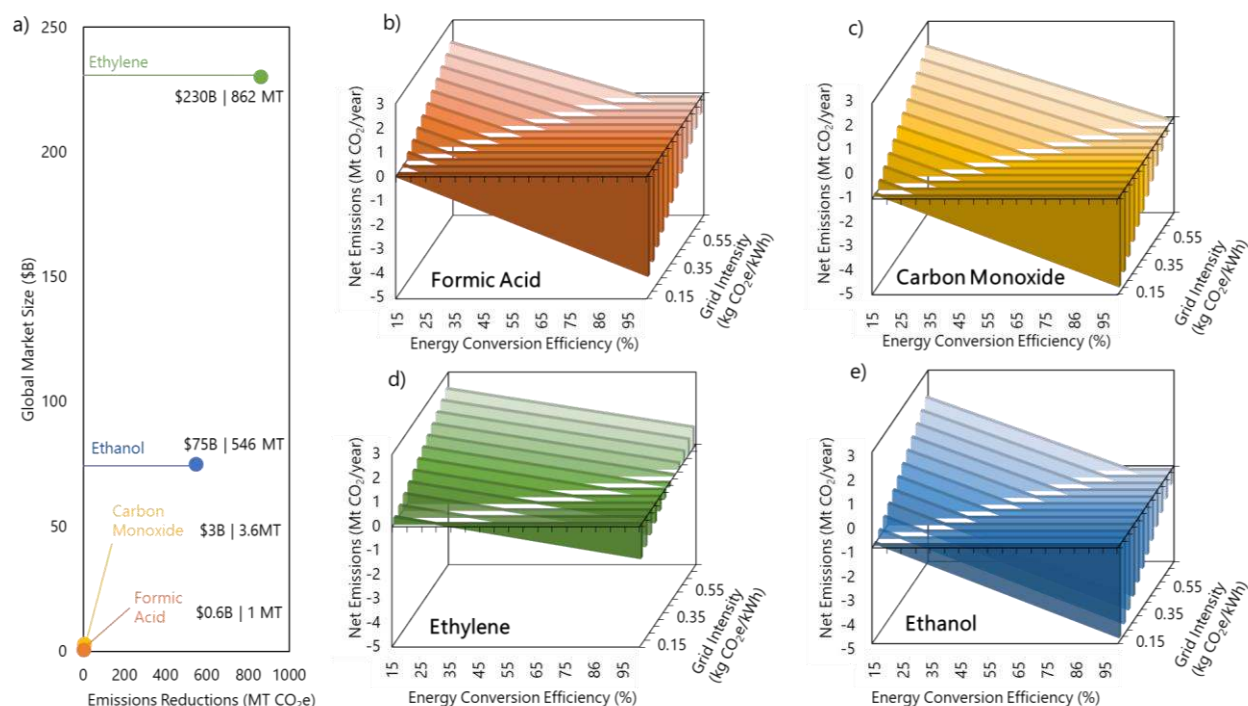 a)
250
200
150
100
50
0
Global Market Size ($B)
Ethylene
$230B | 862 MT
Ethanol
$75B | 546 MT
Carbon
Monoxide
$3B | 3.6MT
Formic
Acid
$0.6B | 1 MT
0 200 400 600 800 1000
Emissions Reductions (MT CO₂e)
b)
Net Emissions (Mt CO₂/year)
3
2
1
0
-1
-2
-3
-4
-5
Formic Acid
0.55
0.35
0.15
Grid Intensity
(kg CO₂e/kWh)
15 25 35 45 55 65 75 86 95
Energy Conversion Efficiency (%)
c)
Net Emissions (Mt CO₂/year)
3
2
1
0
-1
-2
-3
-4
-5
Carbon Monoxide
0.55
0.35
0.15
Grid Intensity
(kg CO₂e/kWh)
15 25 35 45 55 65 75 86 95
Energy Conversion Efficiency (%)
d)
Net Emissions (Mt CO₂/year)
3
2
1
0
-1
-2
-3
-4
-5
Ethylene
0.55
0.35
0.15
Grid Intensity
(kg CO₂e/kWh)
15 25 35 45 55 65 75 86 95
Energy Conversion Efficiency (%)
e)
Net Emissions (Mt CO₂/year)
3
2
1
0
-1
-2
-3
-4
-5
Ethanol
0.55
0.35
0.15
Grid Intensity
(kg CO₂e/kWh)
15 25 35 45 55 65 75 86 95
Energy Conversion Efficiency (%)